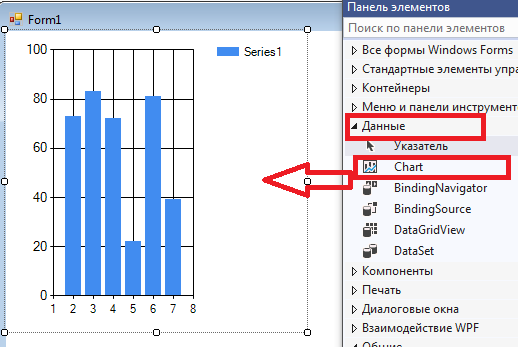 Form1
100
80
60
40
20
0
1 2 3 4 5 6 7 8
Series1
Панель элементов
Поиск по панели элементов
Все формы Windows Forms
Стандартные элементы упра
Контейнеры
Меню и панели инструмент
Данные
Указатель
Chart
BindingNavigator
BindingSource
DataGridView
DataSet
Компоненты
Печать
Диалоговые окна
Взаимодействие WPF
Общие